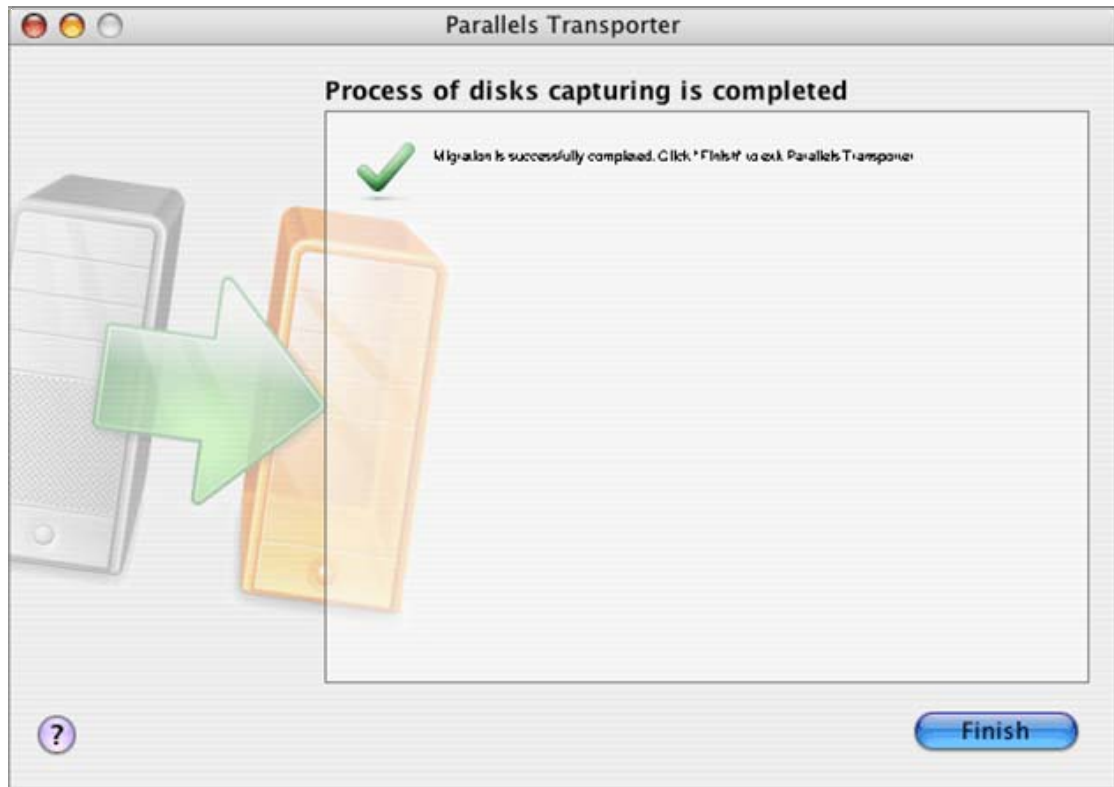 Parallels Transporter
Process of disks capturing is completed
Migration is successfully completed. Click "Finish" to exit Parallels Transporter
?
Finish